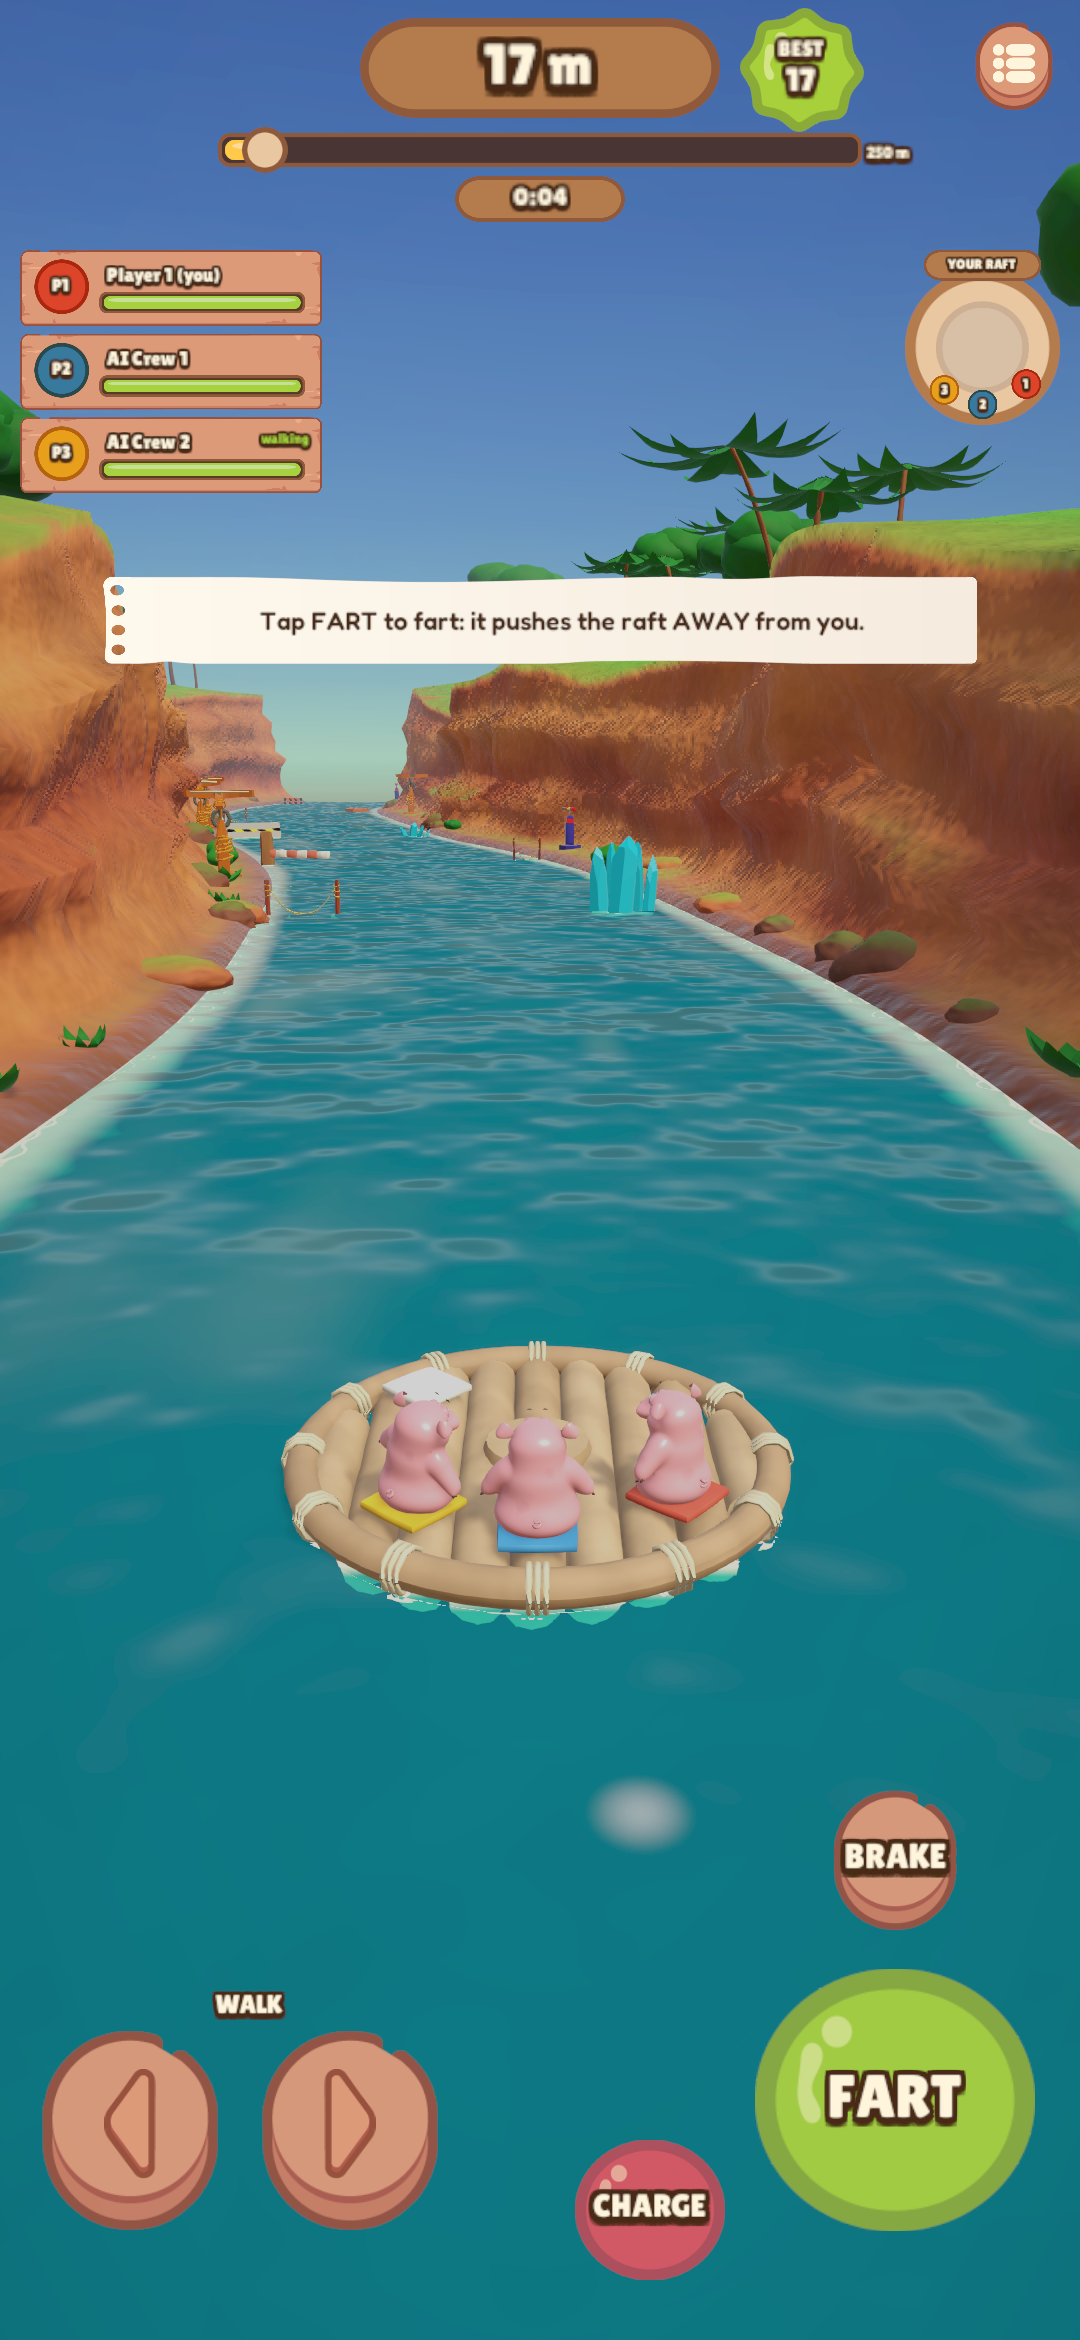 17 m
BEST
17
250 m
0:04
P1
Player 1 (you)
P2
AI Crew 1
P3
AI Crew 2
walking
YOUR RAFT
3
2
1
Tap FART to fart: it pushes the raft AWAY from you.
BRAKE
WALK
FART
CHARGE